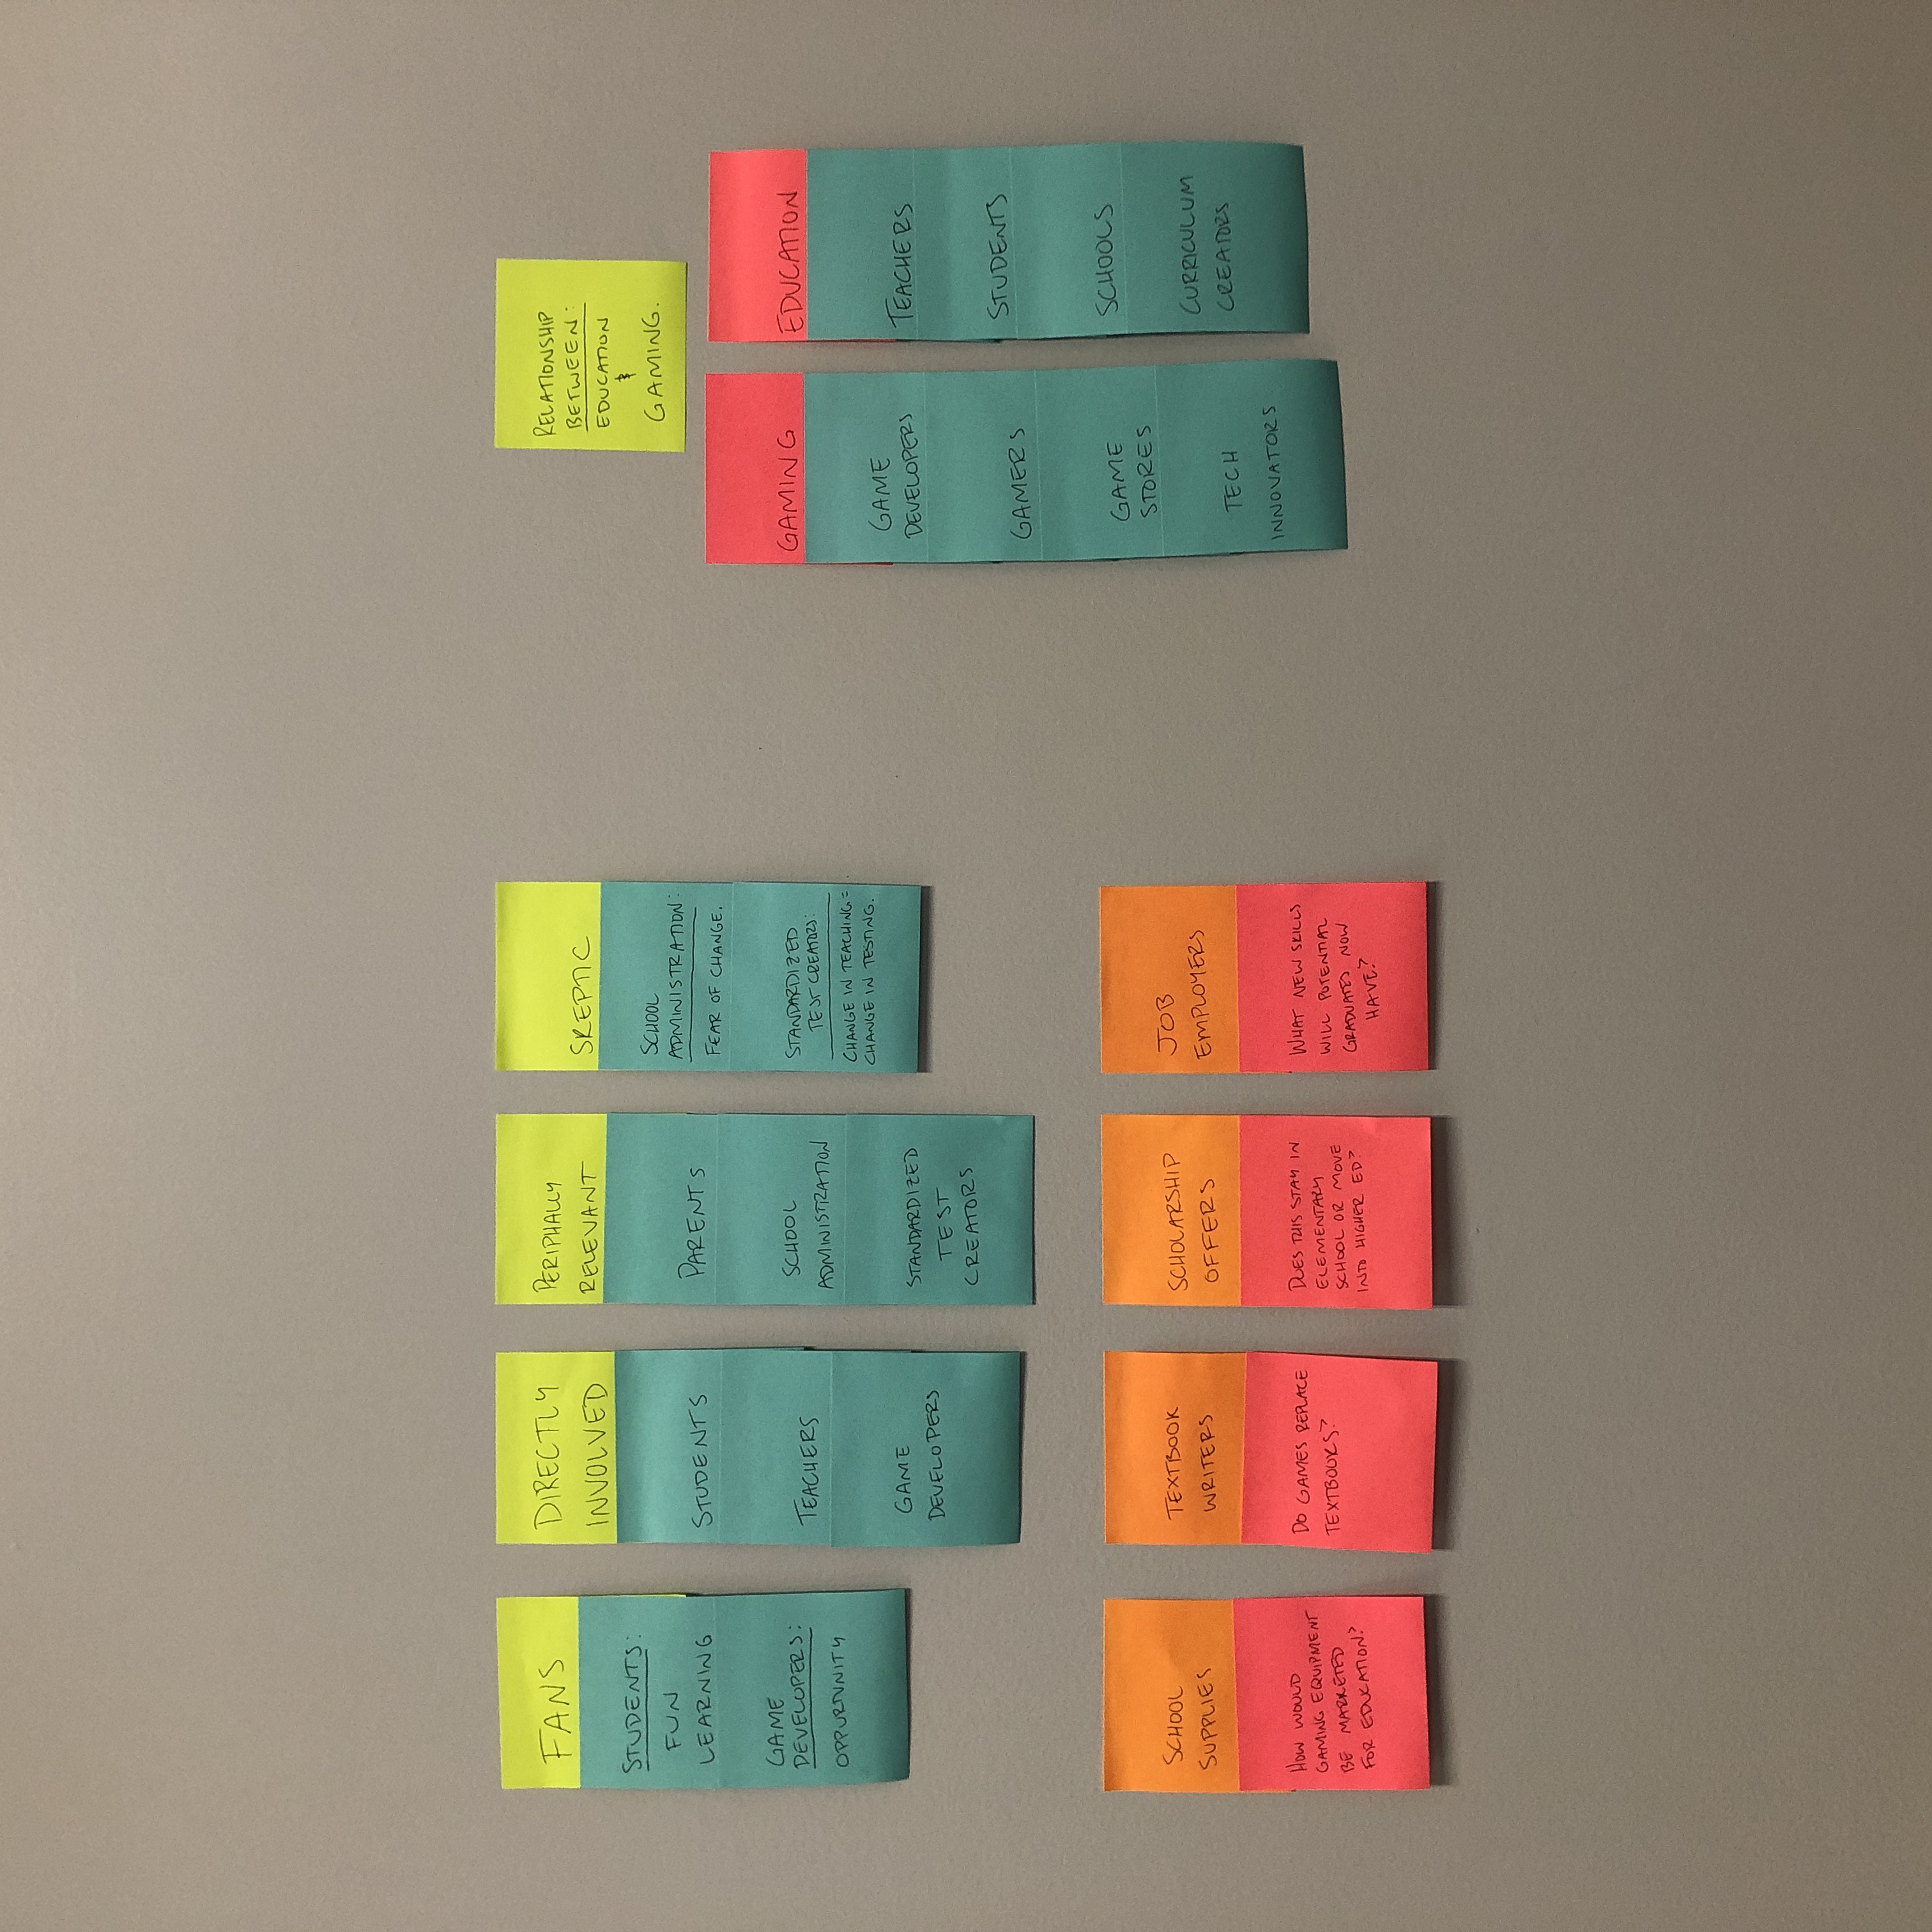 FANS
STUDENTS:
FUN
LEARNING
GAME
DEVELOPERS:
OPPURTUNITY
DIRECTLY
INVOLVED
STUDENTS
TEACHERS
GAME
DEVELOPERS
PERIPHALLY
RELEVANT
PARENTS
SCHOOL
ADMINISTRATION
STANDARDIZED
TEST
CREATORS
SKEPTIC
SCHOOL
ADMINISTRATION:
FEAR OF CHANGE.
STANDARDIZED
TEST CREATORS:
CHANGE IN TEACHING =
CHANGE IN TESTING.
SCHOOL
SUPPLIES
HOW WOULD
GAMING EQUIPMENT
BE MARKETED
FOR EDUCATION?
TEXTBOOK
WRITERS
DO GAMES REPLACE
TEXTBOOKS?
SCHOLARSHIP
OFFERS
DOES THIS STAY IN
ELEMENTARY
SCHOOL OR MOVE
INTO HIGHER ED?
JOB
EMPLOYERS
WHAT NEW SKILLS
WILL POTENTIAL
GRADUATES NOW
HAVE?
RELATIONSHIP
BETWEEN:
EDUCATION
&
GAMING.
GAMING
GAME
DEVELOPERS
GAMERS
GAME
STORES
TECH
INNOVATORS
EDUCATION
TEACHERS
STUDENTS
SCHOOLS
CURRICULUM
CREATORS